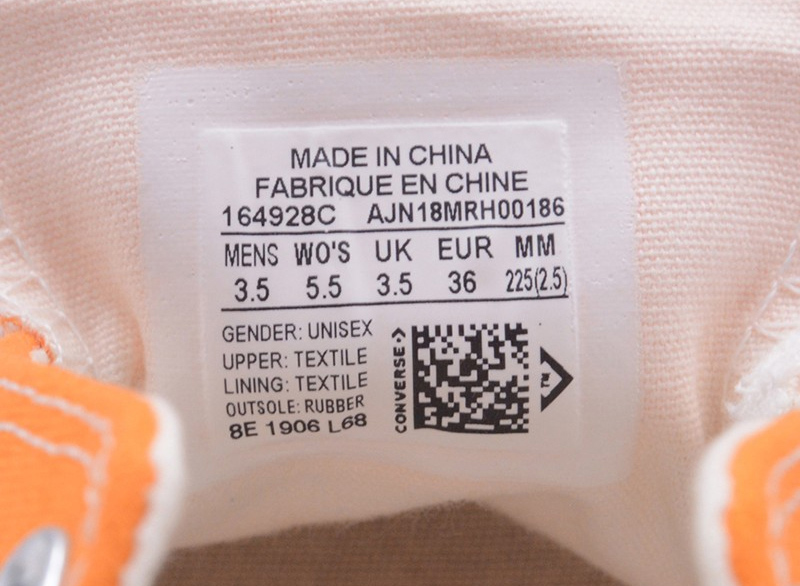 MADE IN CHINA
FABRIQUE EN CHINE
164928C AJN18MRH00186
MENS WO'S UK EUR MM
3.5 5.5 3.5 36 225(2.5)
GENDER: UNISEX
UPPER: TEXTILE
LINING: TEXTILE
OUTSOLE: RUBBER
8E 1906 L68
CONVERSE
TM